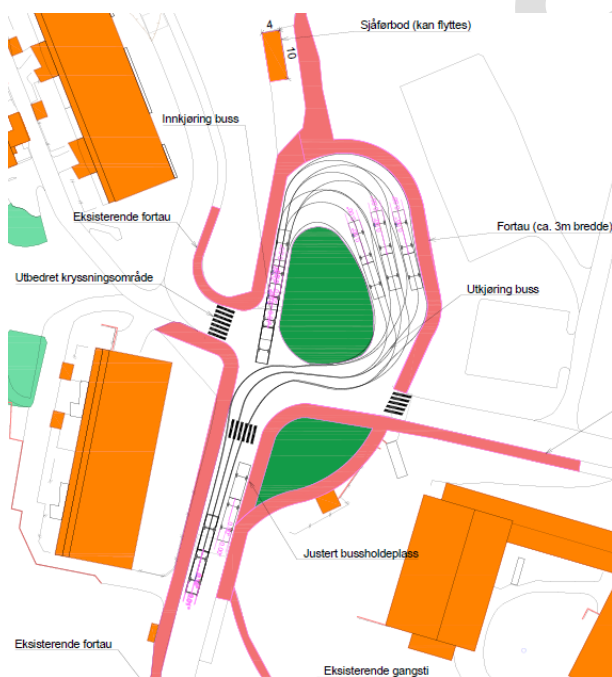 4
Sjåførbod (kan flyttes)
10
Innkjøring buss
Eksisterende fortau
Fortau (ca. 3m bredde)
Utbedret kryssningsområde
Utkjøring buss
Justert bussholdeplass
Eksisterende fortau
Eksisterende gangsti